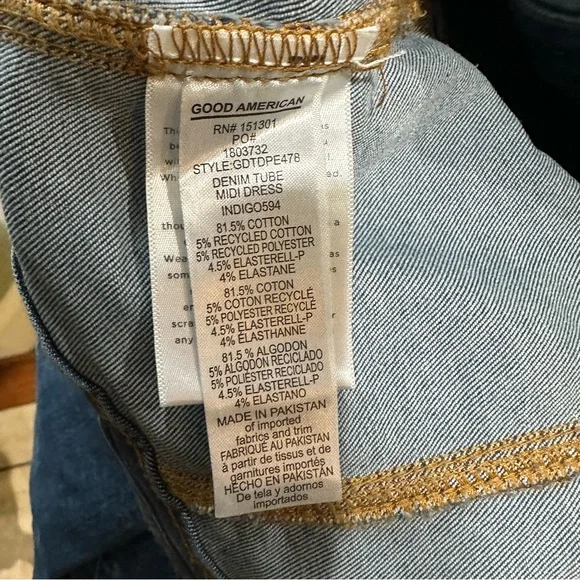 GOOD AMERICAN
RN# 151301
PO#
1803732
STYLE:GDTDPE478
DENIM TUBE
MIDI DRESS
INDIGO594
81.5% COTTON
5% RECYCLED COTTON
5% RECYCLED POLYESTER
4.5% ELASTERELL-P
4% ELASTANE
81.5% COTON
5% COTON RECYCLÉ
5% POLYESTER RECYCLÉ
4.5% ELASTERELL-P
4% ÉLASTHANNE
81.5 % ALGODON
5% ALGODÓN RECICLADO
5% POLIÉSTER RECICLADO
4.5% ELASTERELL-P
4% ELASTANO
MADE IN PAKISTAN
of imported
fabrics and trim
FABRIQUÉ AU PAKISTAN
à partir de tissus et de
garnitures importés
HECHO EN PAKISTAN
De tela y adornos
importados